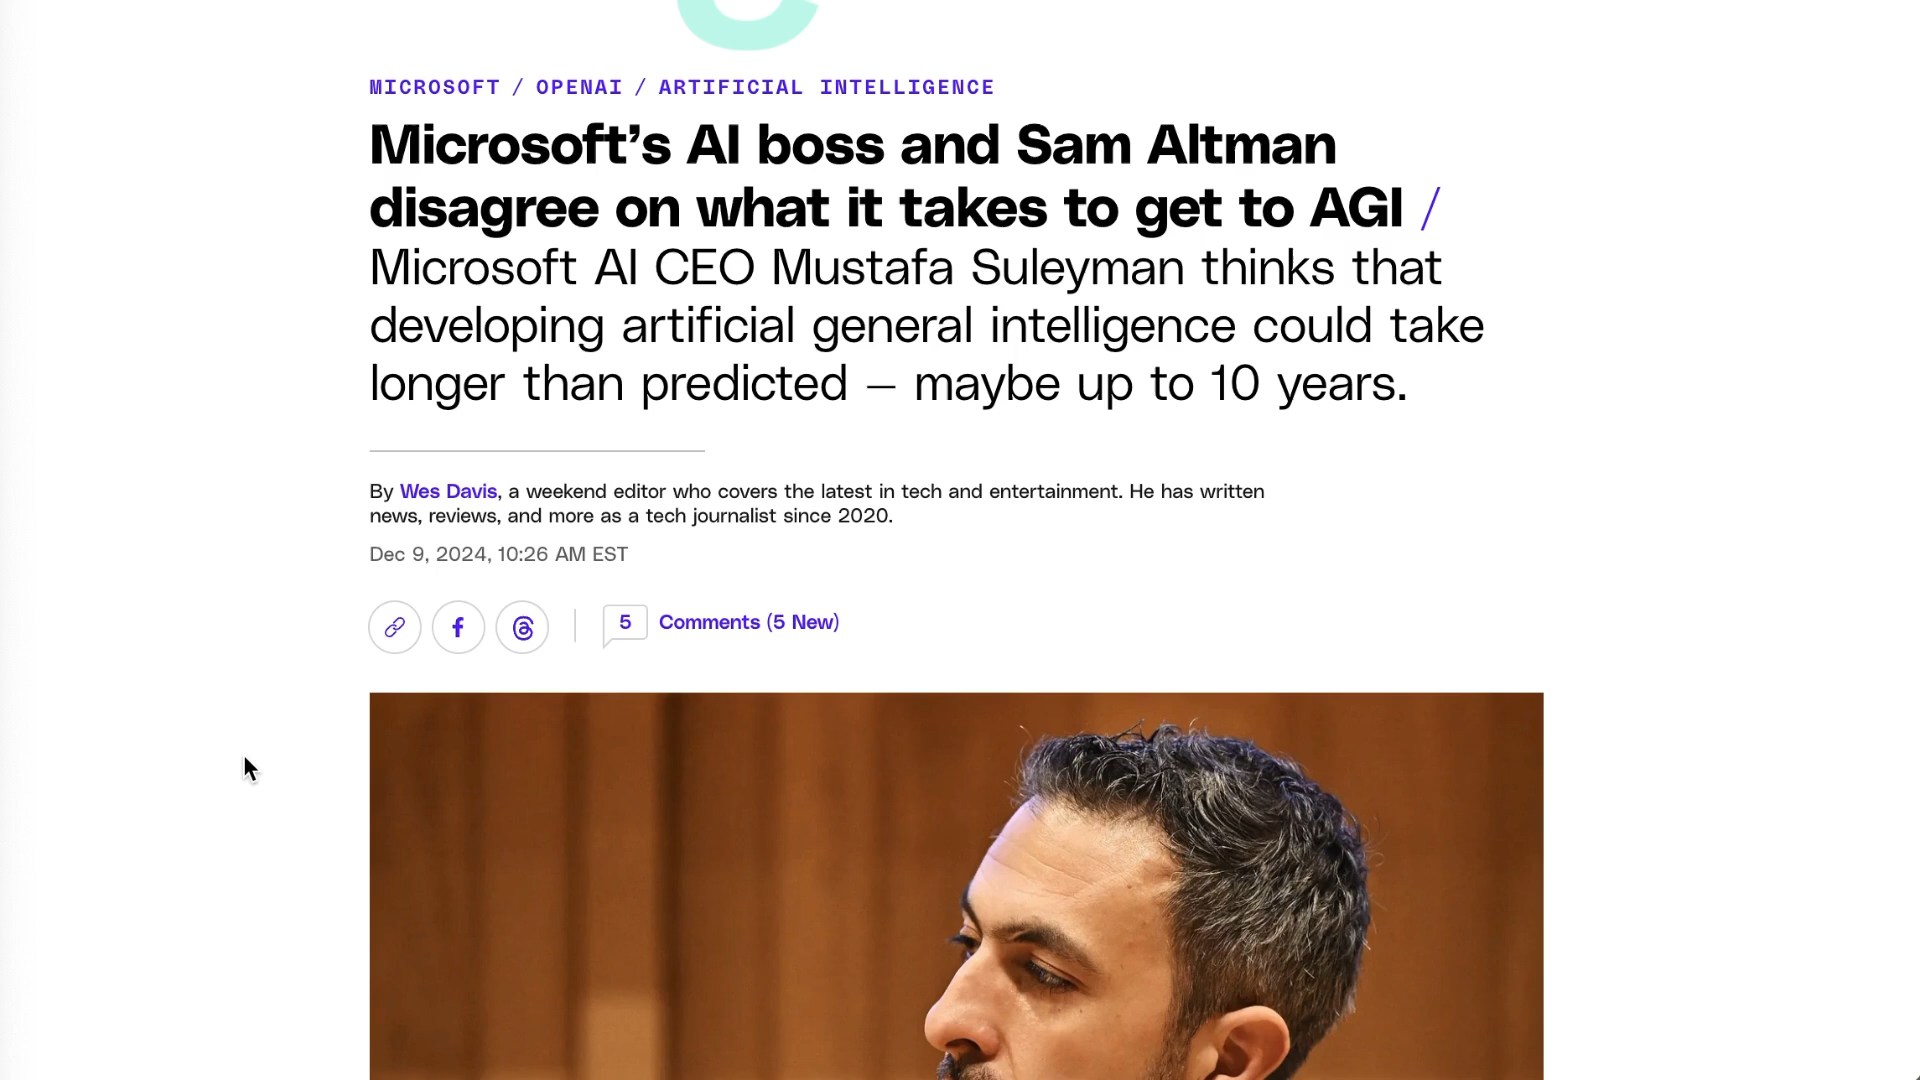 MICROSOFT / OPENAI / ARTIFICIAL INTELLIGENCE
Microsoft’s AI boss and Sam Altman
disagree on what it takes to get to AGI /
Microsoft AI CEO Mustafa Suleyman thinks that
developing artificial general intelligence could take
longer than predicted — maybe up to 10 years.
By Wes Davis, a weekend editor who covers the latest in tech and entertainment. He has written
news, reviews, and more as a tech journalist since 2020.
Dec 9, 2024, 10:26 AM EST
5 Comments (5 New)